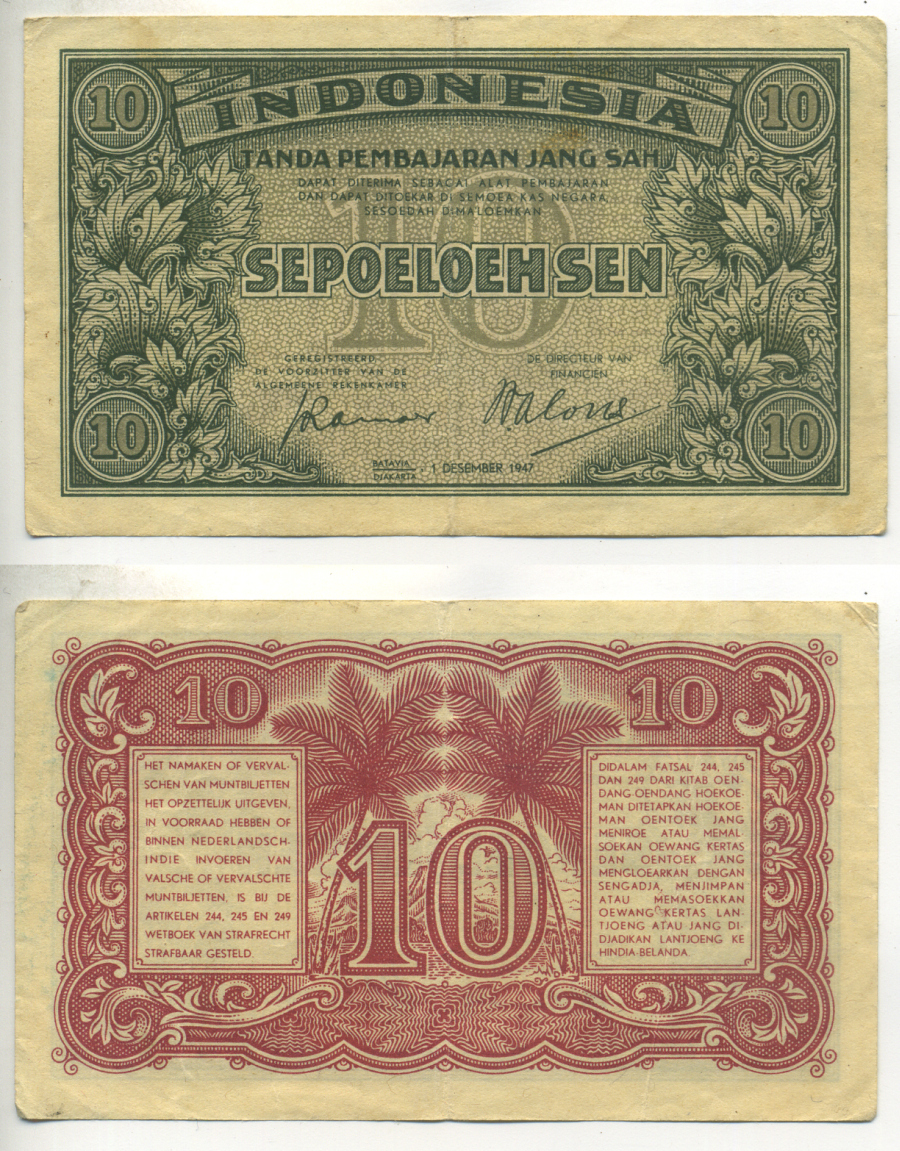 INDONESIA
10 10
TANDA PEMBAJARAN JANG SAH
DAPAT DITERIMA SEBAGAI ALAT PEMBAJARAN
DAN DAPAT DITOEKAR DI SEMOEA KAS NEGARA,
SESOEDAH DIMALOEMKAN
10
SEPOELOEH SEN
GEREGISTREERD,
DE VOORZITTER VAN DE
ALGEMEENE REKENKAMER
DE DIRECTEUR VAN
FINANCIEN
10 10
BATAVIA
DJAKARTA, 1 DESEMBER 1947
10 10
HET NAMAKEN OF VERVAL-
SCHEN VAN MUNTBILJETTEN
HET OPZETTELIJK UITGEVEN,
IN VOORRAAD HEBBEN OF
BINNEN NEDERLANDSCH-
INDIE INVOEREN VAN
VALSCHE OF VERVALSCHTE
MUNTBILJETTEN, IS BIJ DE
ARTIKELEN 244, 245 EN 249
WETBOEK VAN STRAFRECHT
STRAFBAAR GESTELD.
10
DIDALAM FATSAL 244, 245
DAN 249 DARI KITAB OEN-
DANG-OENDANG HOEKOE-
MAN DITETAPKAN HOEKOE-
MAN OENTOEK JANG
MENIROE ATAU MEMAL-
SOEKAN OEWANG KERTAS
DAN OENTOEK JANG
MENGLOEARKAN DENGAN
SENGADJA, MENJIMPAN
ATAU MEMASOEKKAN
OEWANG KERTAS LAN-
TJOENG ATAU JANG DI-
DJADIKAN LANTJOENG KE
HINDIA-BELANDA